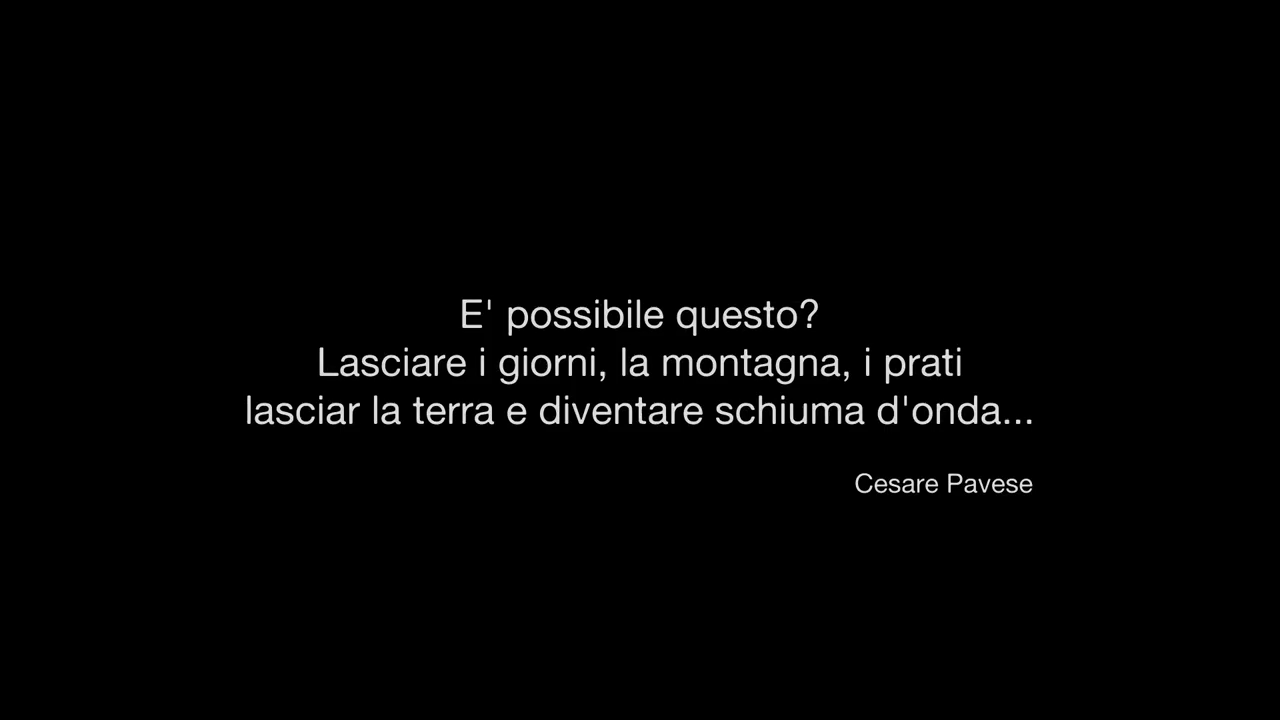 E' possibile questo?
Lasciare i giorni, la montagna, i prati
lasciar la terra e diventare schiuma d'onda...
Cesare Pavese